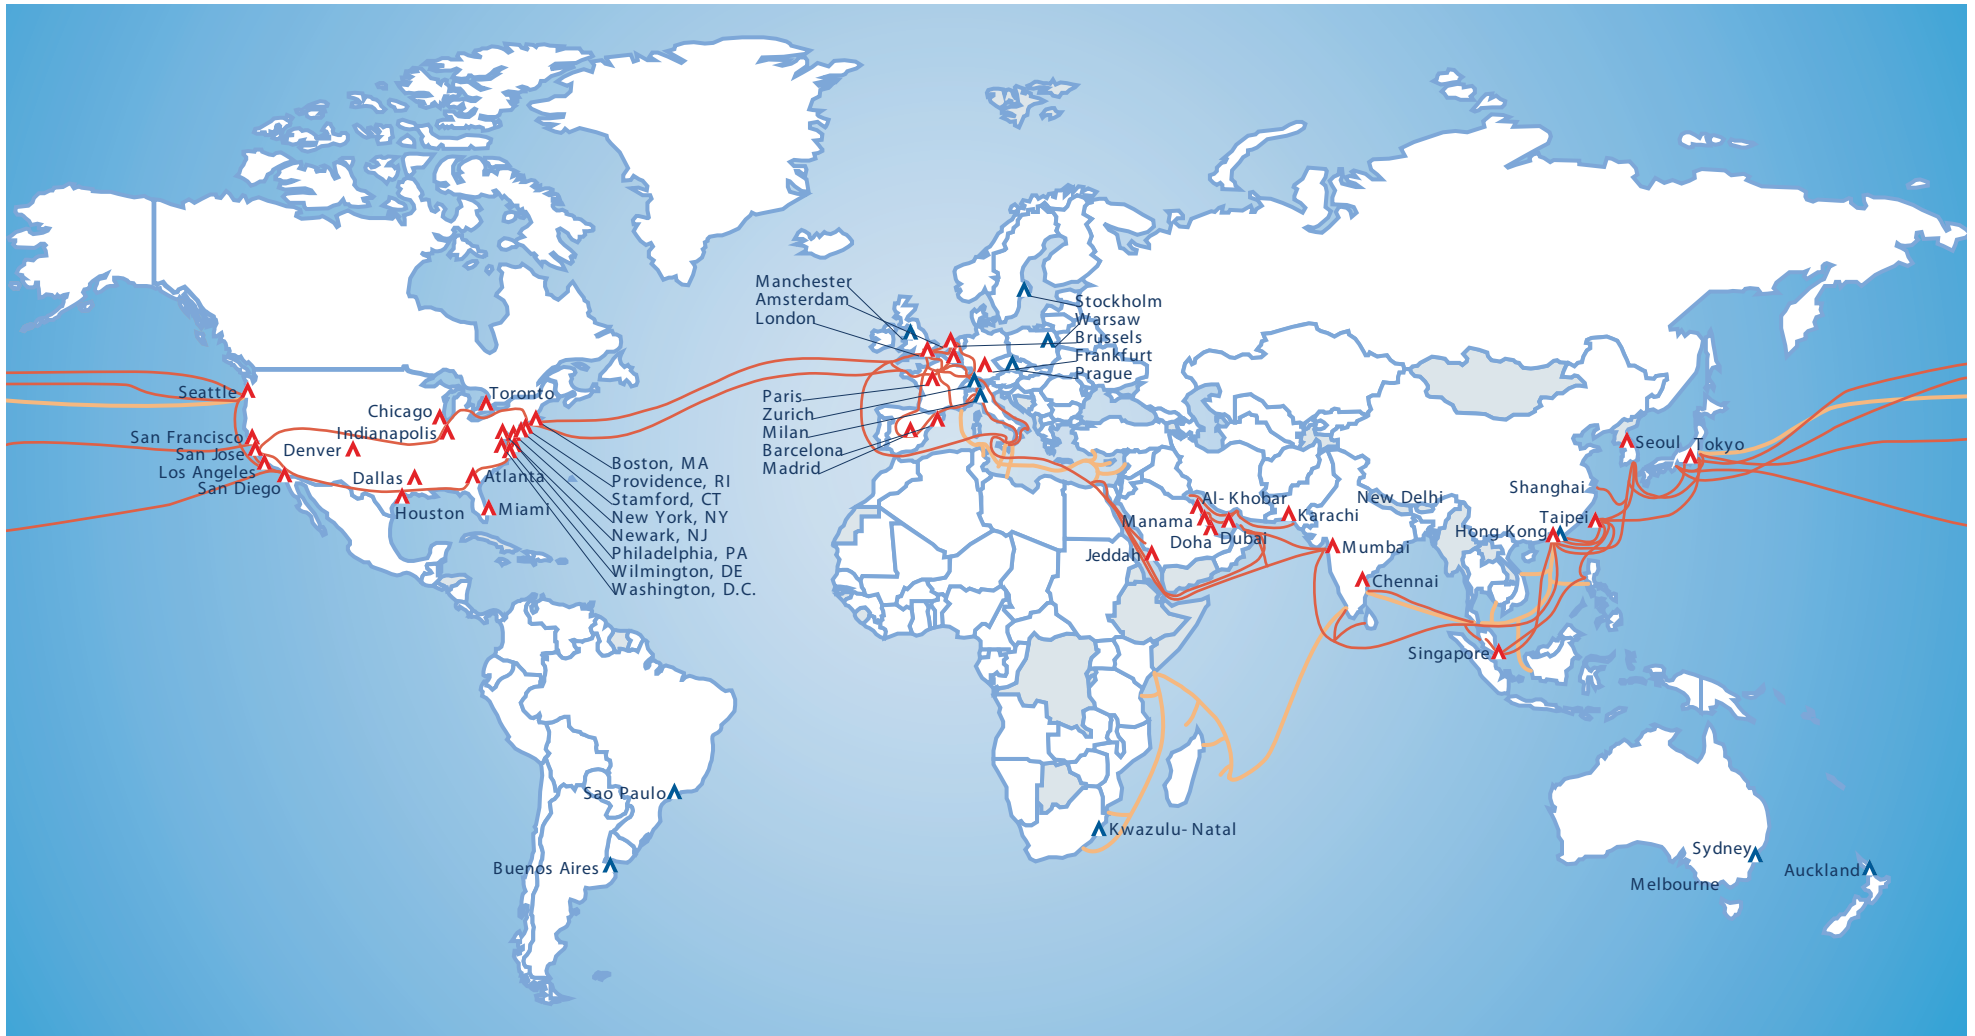 Manchester
Amsterdam
London
Stockholm
Warsaw
Brussels
Frankfurt
Prague
Paris
Zurich
Milan
Barcelona
Madrid
Seattle
Toronto
Chicago
Indianapolis
San Francisco
San Jose
Los Angeles
San Diego
Denver
Dallas
Houston
Atlanta
Miami
Boston, MA
Providence, RI
Stamford, CT
New York, NY
Newark, NJ
Philadelphia, PA
Wilmington, DE
Washington, D.C.
Al- Khobar
Manama
Doha
Dubai
Jeddah
Karachi
New Delhi
Mumbai
Chennai
Seoul
Tokyo
Shanghai
Taipei
Hong Kong
Singapore
Sao Paulo
Buenos Aires
Kwazulu- Natal
Sydney
Melbourne
Auckland